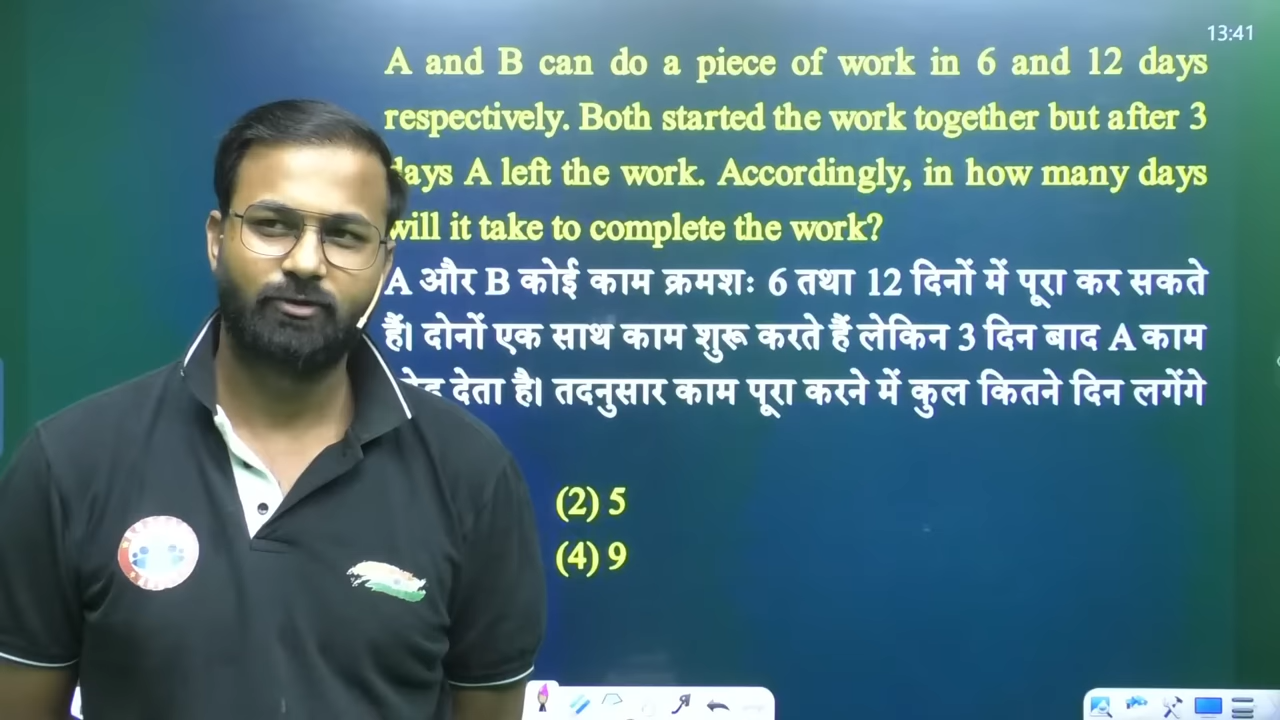 13:41
A and B can do a piece of work in 6 and 12 days
respectively. Both started the work together but after 3
days A left the work. Accordingly, in how many days
will it take to complete the work?
A और B कोई काम क्रमशः 6 तथा 12 दिनों में पूरा कर सकते
हैं। दोनों एक साथ काम शुरू करते हैं लेकिन 3 दिन बाद A काम
देता है। तदनुसार काम पूरा करने में कुल कितने दिन लगेंगे
(2) 5
(4) 9